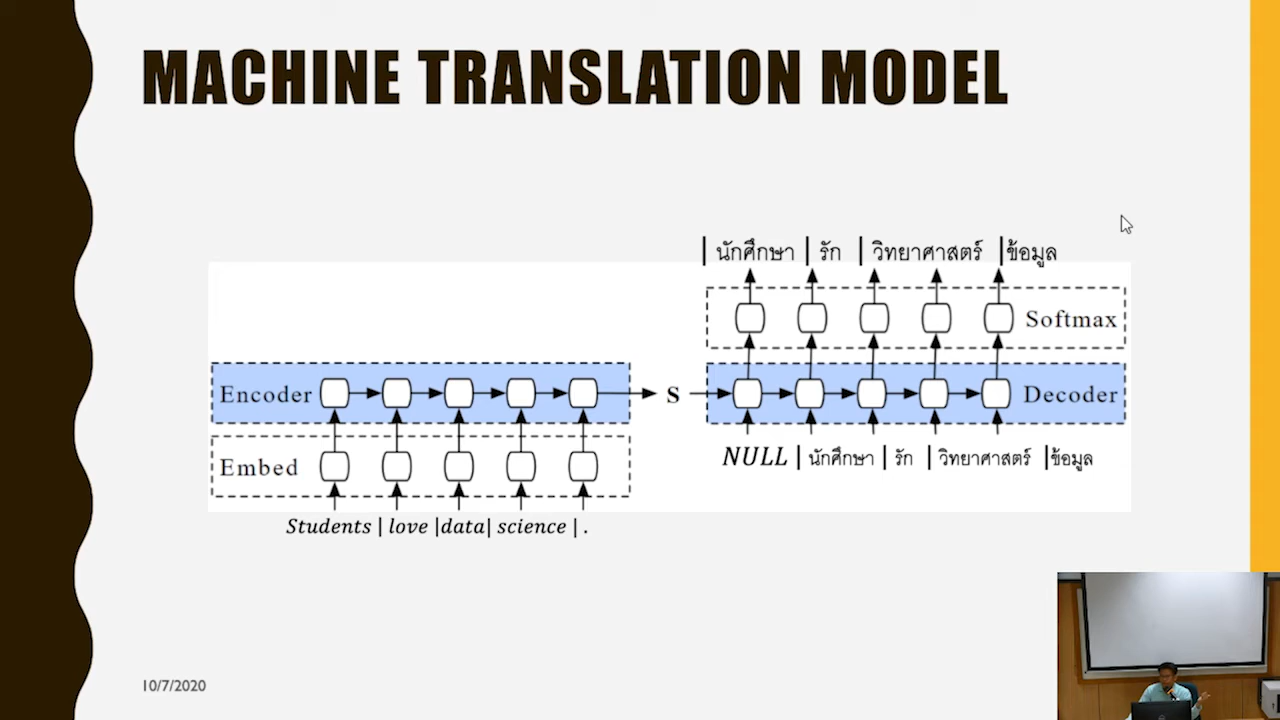 MACHINE TRANSLATION MODEL
| นักศึกษา | รัก | วิทยาศาสตร์ |ข้อมูล
Softmax
Encoder
S
Decoder
Embed
NULL | นักศึกษา | รัก | วิทยาศาสตร์ |ข้อมูล
Students | love |data| science | .
10/7/2020